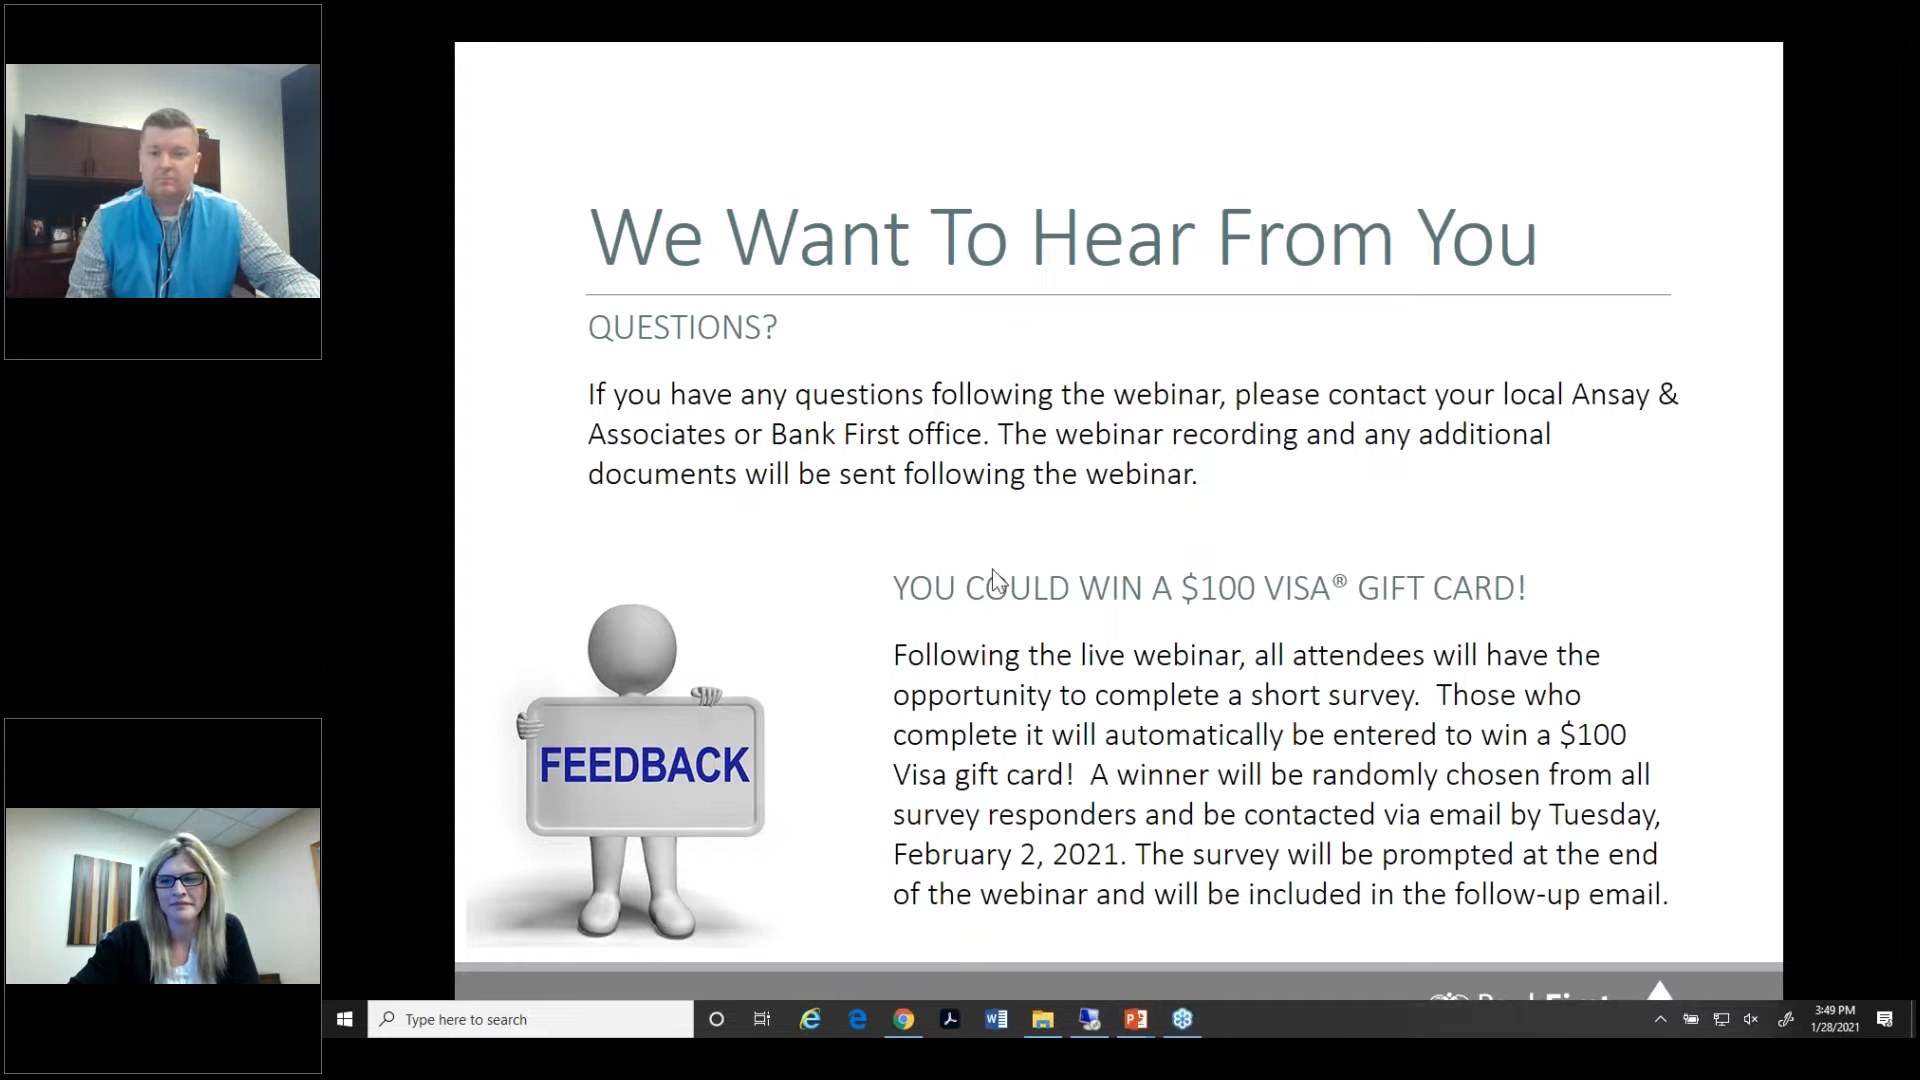 We Want To Hear From You
QUESTIONS?
If you have any questions following the webinar, please contact your local Ansay &
Associates or Bank First office. The webinar recording and any additional
documents will be sent following the webinar.
YOU COULD WIN A $100 VISA® GIFT CARD!
Following the live webinar, all attendees will have the
opportunity to complete a short survey.  Those who
complete it will automatically be entered to win a $100
Visa gift card!  A winner will be randomly chosen from all
survey responders and be contacted via email by Tuesday,
February 2, 2021. The survey will be prompted at the end
of the webinar and will be included in the follow-up email.
FEEDBACK
Type here to search
3:49 PM
1/28/2021